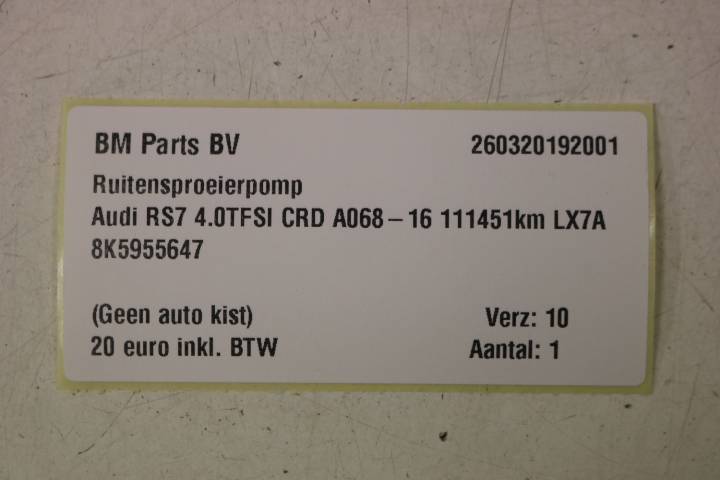 BM Parts BV 260320192001
Ruitensproeierpomp
Audi RS7 4.0TFSI CRD A068-16 111451km LX7A
8K5955647
(Geen auto kist) Verz: 10
20 euro inkl. BTW Aantal: 1